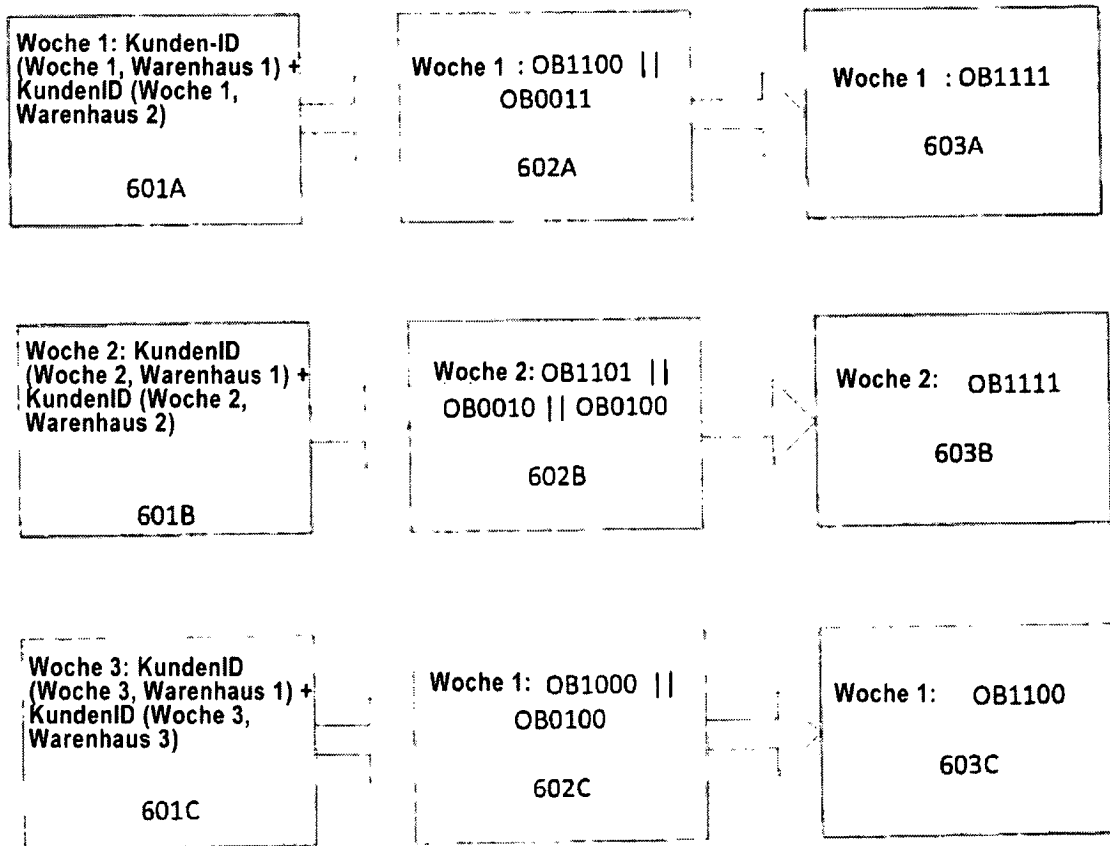 Woche 1: Kunden-ID
(Woche 1, Warenhaus 1) +
KundenID (Woche 1,
Warenhaus 2)
601A
Woche 1 : OB1100 ||
OB0011
602A
Woche 1 : OB1111
603A
Woche 2: KundenID
(Woche 2, Warenhaus 1) +
KundenID (Woche 2,
Warenhaus 2)
601B
Woche 2: OB1101 ||
OB0010 || OB0100
602B
Woche 2: OB1111
603B
Woche 3: KundenID
(Woche 3, Warenhaus 1) +
KundenID (Woche 3,
Warenhaus 3)
601C
Woche 1: OB1000 ||
OB0100
602C
Woche 1: OB1100
603C